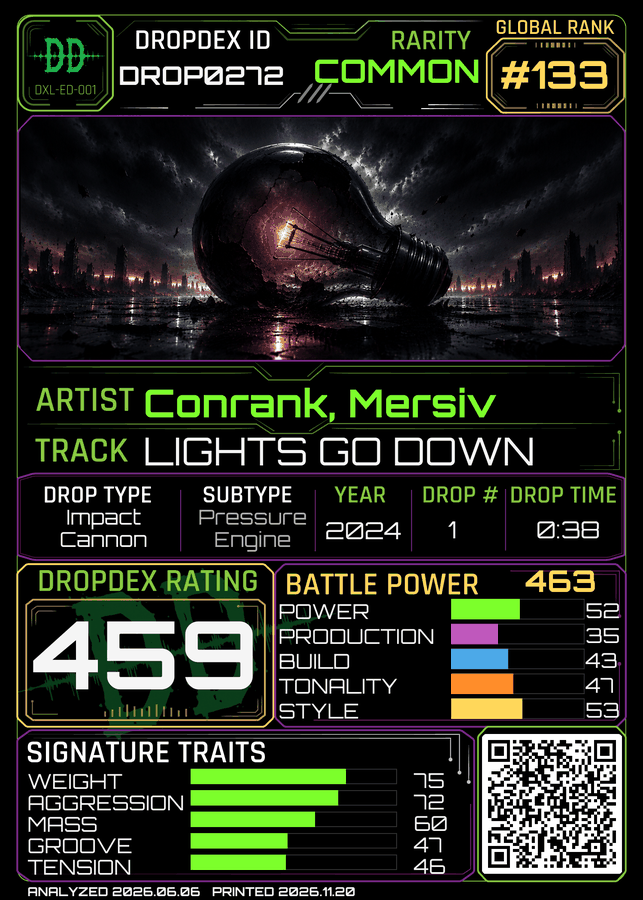 DD
DXL-ED-001
DROPDEX ID
DROP0272
RARITY
COMMON
GLOBAL RANK
#133
ARTIST Conrank, Mersiv
TRACK LIGHTS GO DOWN
DROP TYPE
Impact
Cannon
SUBTYPE
Pressure
Engine
YEAR
2024
DROP #
1
DROP TIME
0:38
DROPDEX RATING
459
BATTLE POWER 463
POWER 52
PRODUCTION 35
BUILD 43
TONALITY 47
STYLE 53
SIGNATURE TRAITS
WEIGHT 75
AGGRESSION 72
MASS 60
GROOVE 47
TENSION 46
ANALYZED 2026.06.06 PRINTED 2026.11.20